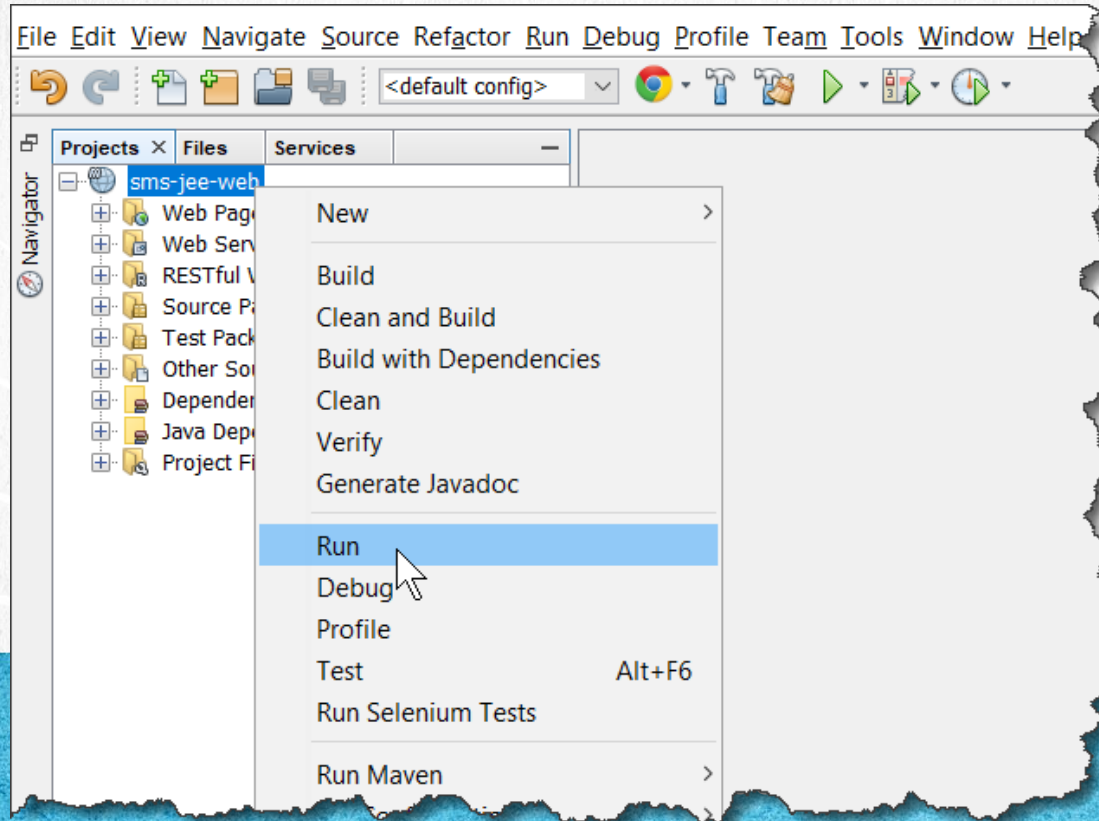 File Edit View Navigate Source Refactor Run Debug Profile Team Tools Window Help
<default config>
Projects Files Services
Navigator
sms-jee-web
Web Pag
Web Serv
RESTful
Source Pa
Test Pack
Other Sou
Depender
Java Depe
Project Fi
New
Build
Clean and Build
Build with Dependencies
Clean
Verify
Generate Javadoc
Run
Debug
Profile
Test Alt+F6
Run Selenium Tests
Run Maven